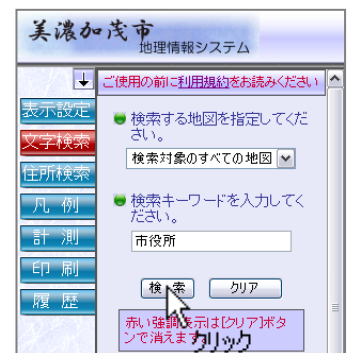 美濃加茂市
地理情報システム
↓
ご使用の前に利用規約をお読みください
表示設定
文字検索
住所検索
凡 例
計 測
印 刷
履 歴
検索する地図を指定してくだ
さい。
検索対象のすべての地図
検索キーワードを入力してく
ださい。
市役所
検 索
クリア
赤い強調表示は[クリア]ボタ
ンで消えます
クリック